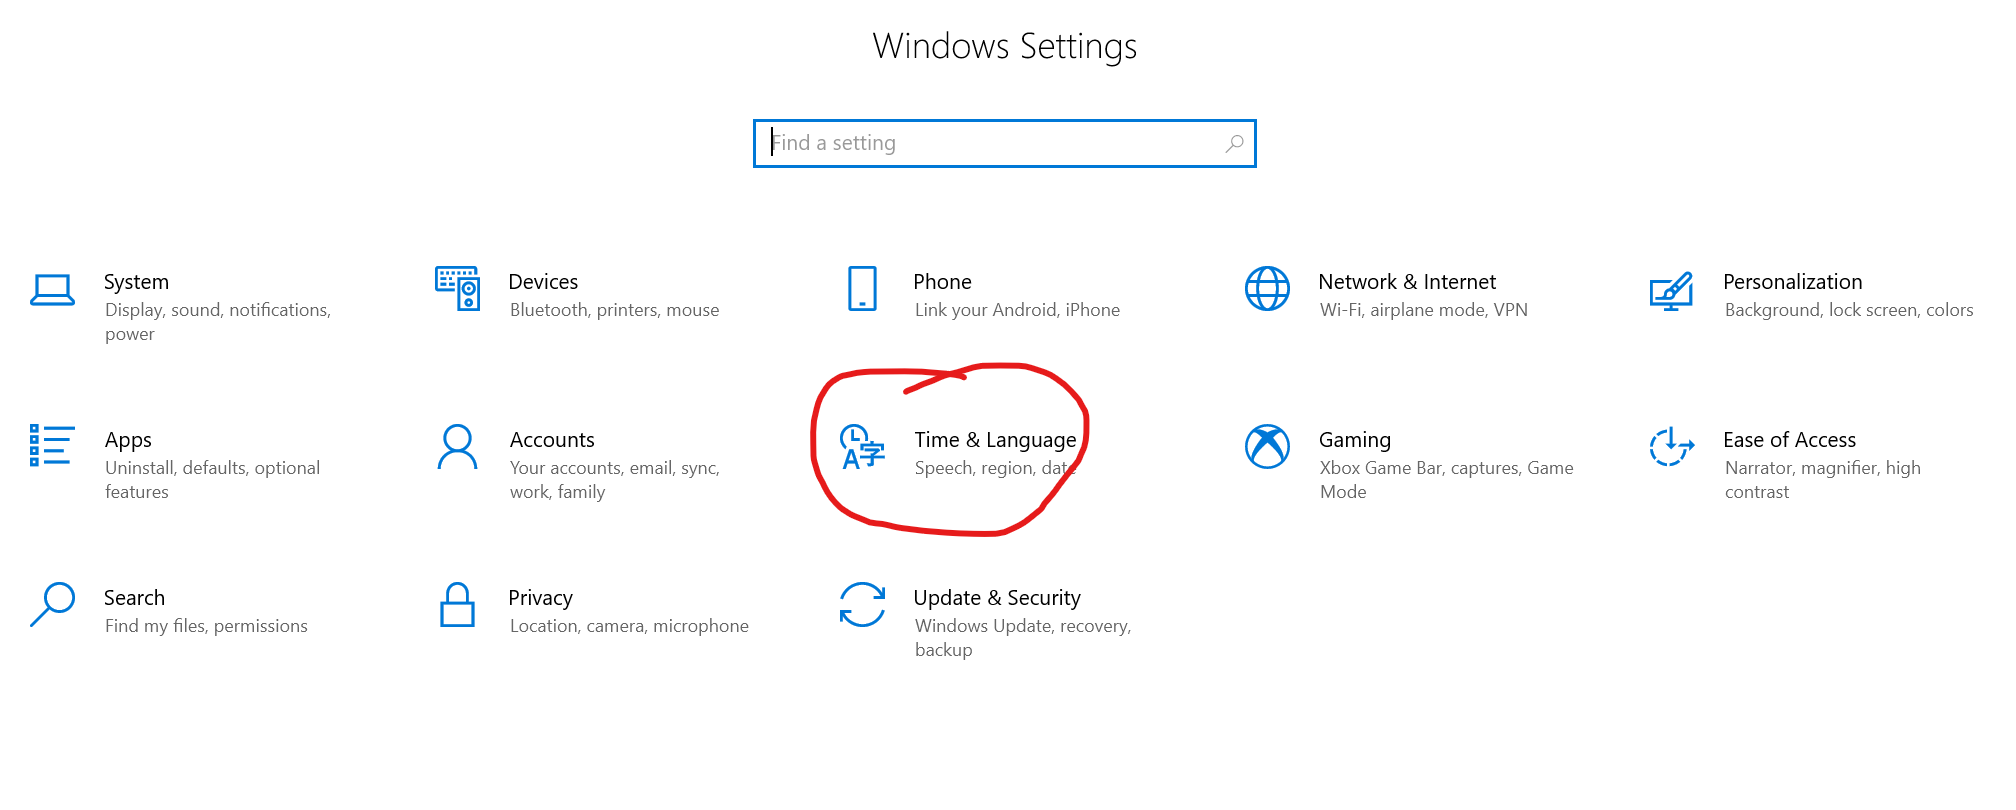 Windows Settings
Find a setting
System
Display, sound, notifications,
power
Devices
Bluetooth, printers, mouse
Phone
Link your Android, iPhone
Network & Internet
Wi-Fi, airplane mode, VPN
Personalization
Background, lock screen, colors
Apps
Uninstall, defaults, optional
features
Accounts
Your accounts, email, sync,
work, family
Time & Language
Speech, region, date
Gaming
Xbox Game Bar, captures, Game
Mode
Ease of Access
Narrator, magnifier, high
contrast
Search
Find my files, permissions
Privacy
Location, camera, microphone
Update & Security
Windows Update, recovery,
backup